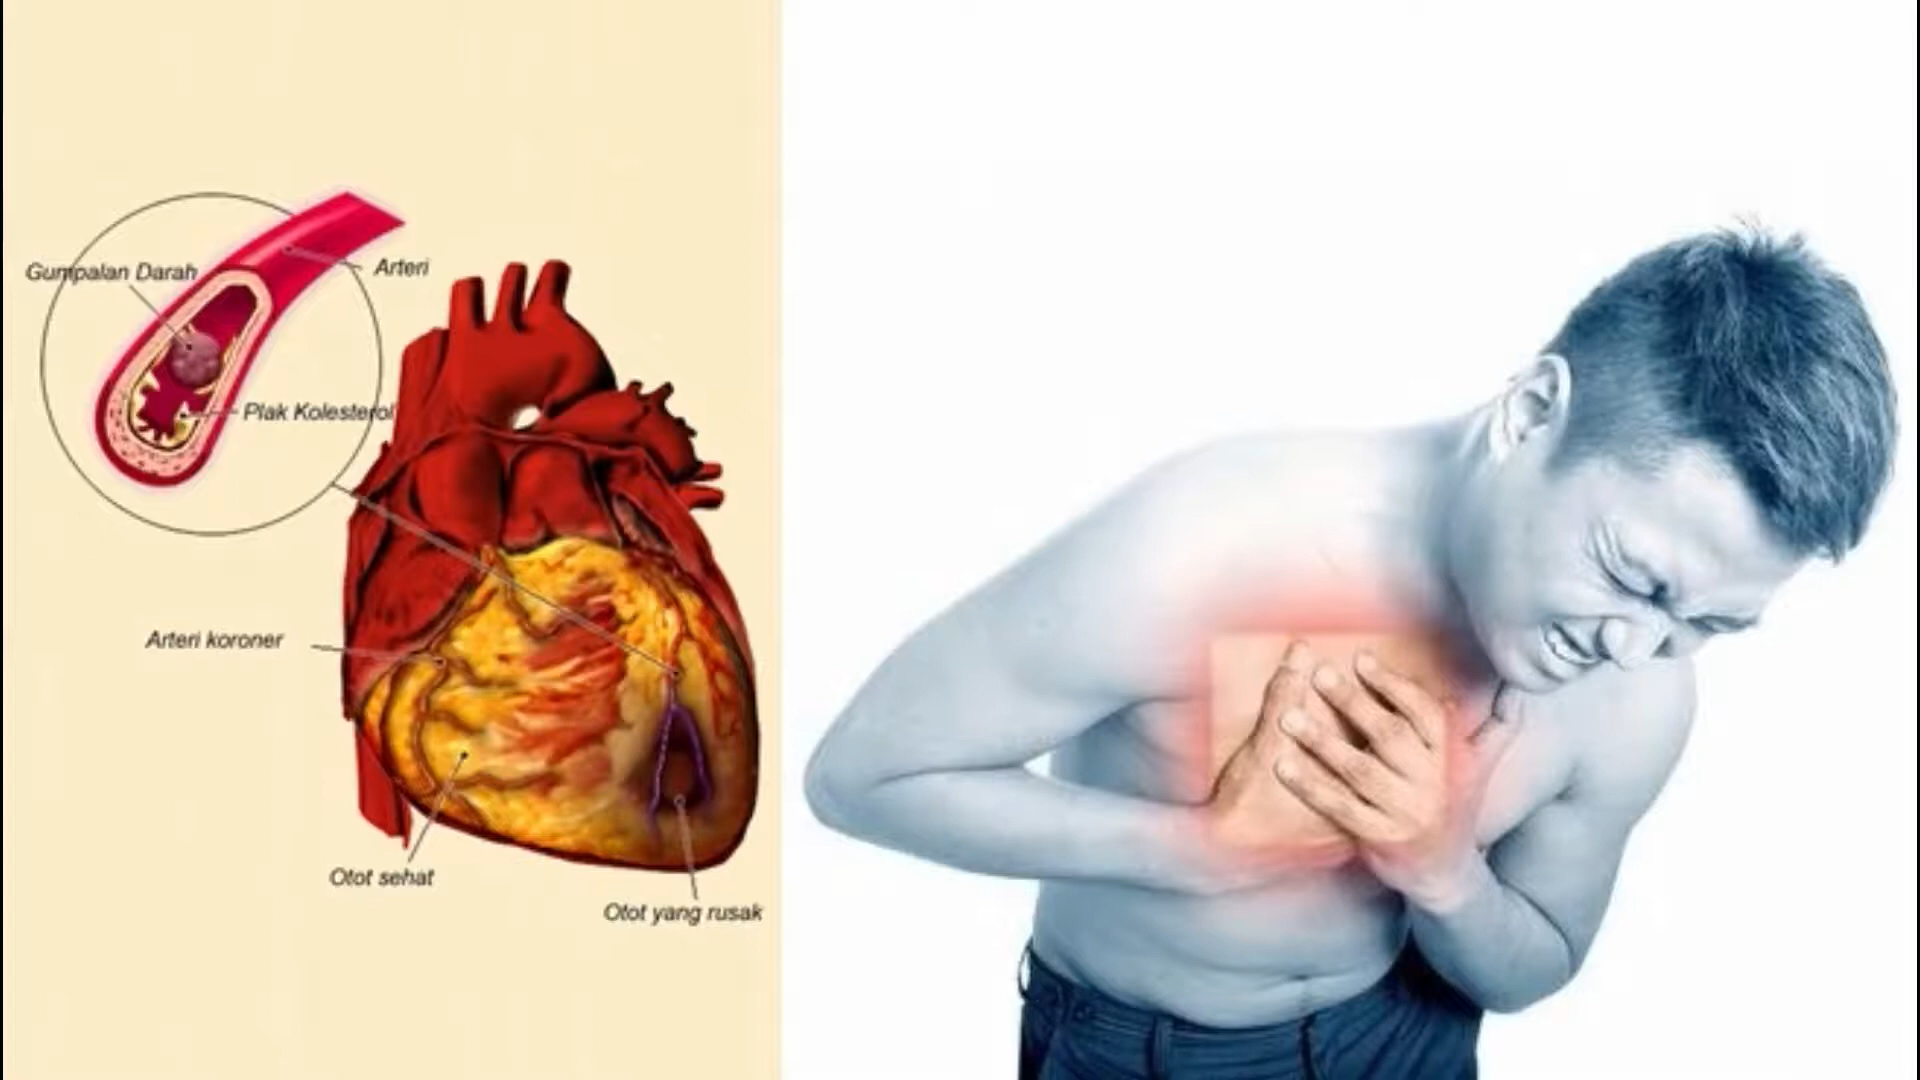 Gumpalan Darah
Arteri
Plak Kolesterol
Arteri koroner
Otot sehat
Otot yang rusak